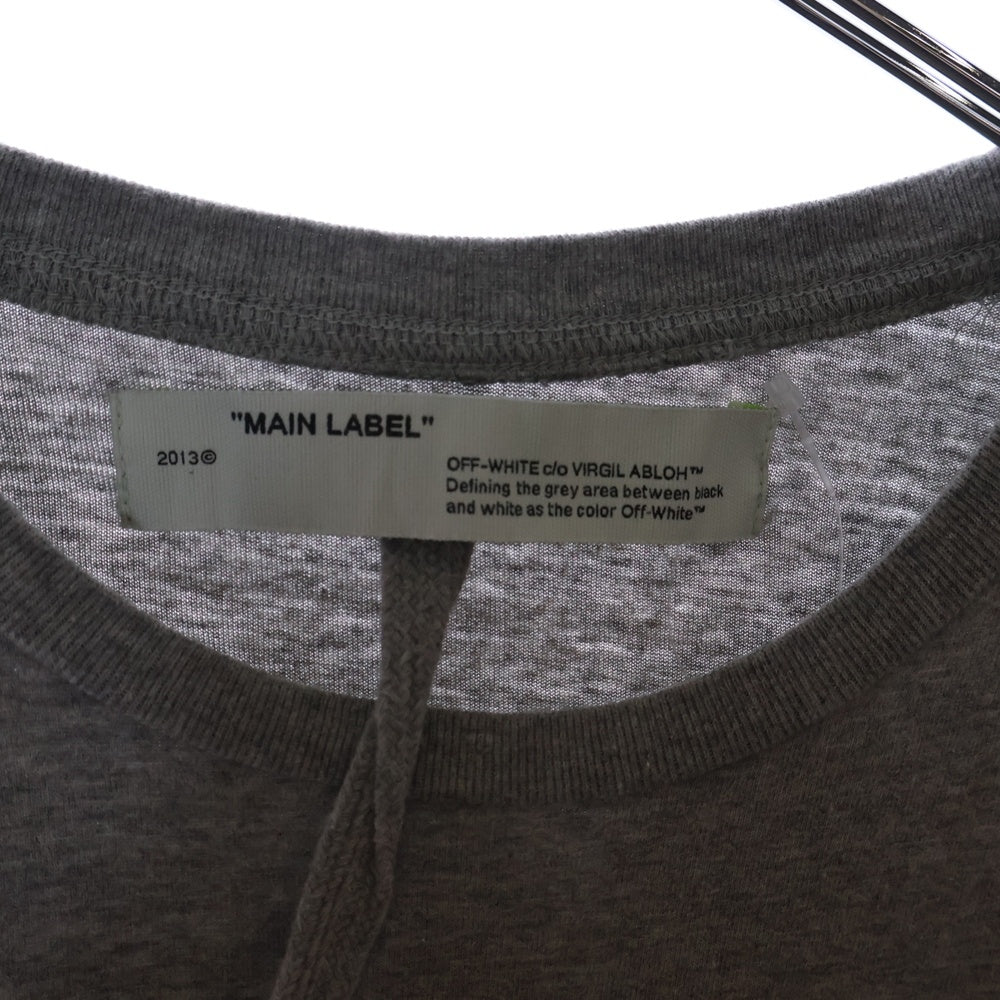 "MAIN LABEL"
2013©
OFF-WHITE c/o VIRGIL ABLOH™
Defining the grey area between black
and white as the color Off-White™